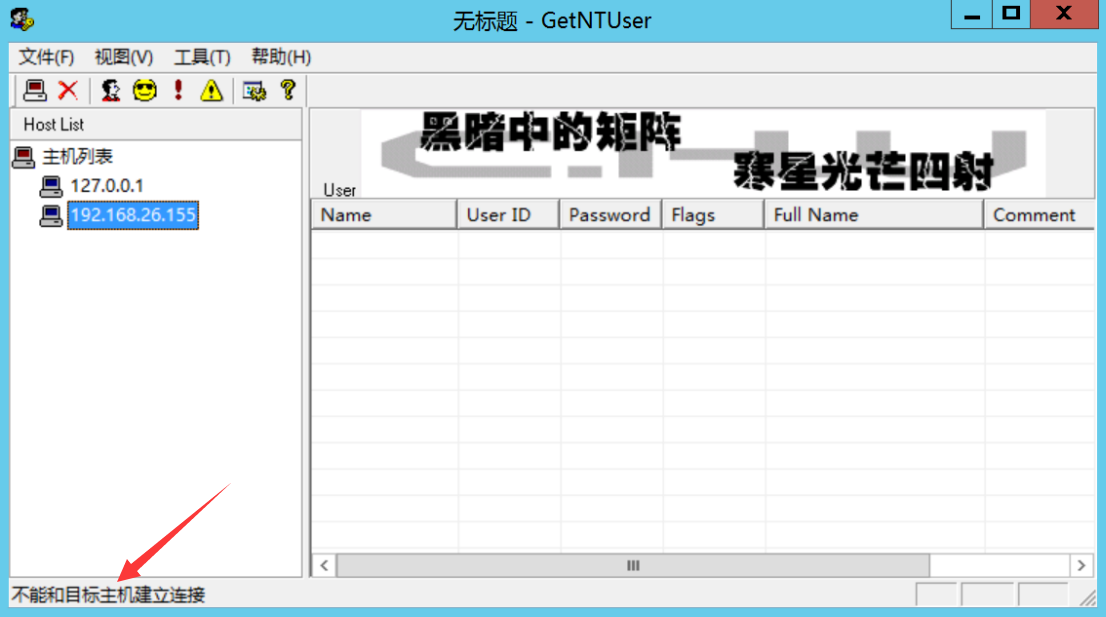 无标题 - GetNTUser
文件(F) 视图(V) 工具(T) 帮助(H)
Host List
主机列表
127.0.0.1
192.168.26.155
黑暗中的矩阵
寒星光芒四射
User
Name User ID Password Flags Full Name Comment
不能和目标主机建立连接